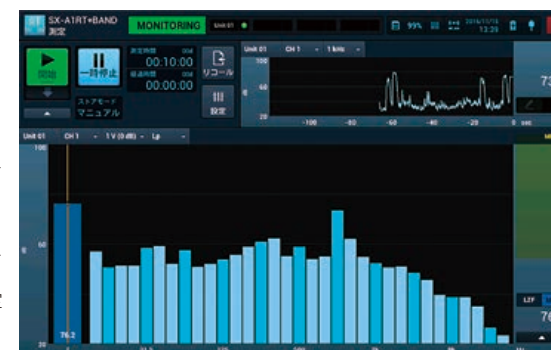 SX-A1RT+BAND
測定
MONITORING
Unit 01
99%
2016/11/15
13:29
開始
一時停止
測定時間
00:10:00
経過時間
00:00:00
ストアモード
マニュアル
リコール
設定
Unit 01 CH 1 - 1 kHz -
100
60
20
-100 -80 -60 -40 -20 0 sec
73
Unit 01 CH 1 - 1 V (0 dB) - Lp -
100
60
20
76.2
LZF
76